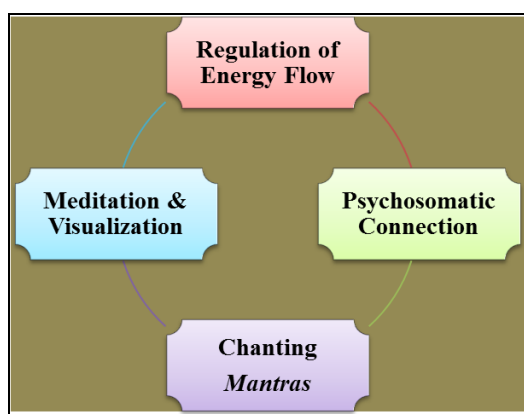 Regulation of
Energy Flow
Meditation &
Visualization
Psychosomatic
Connection
Chanting
Mantras